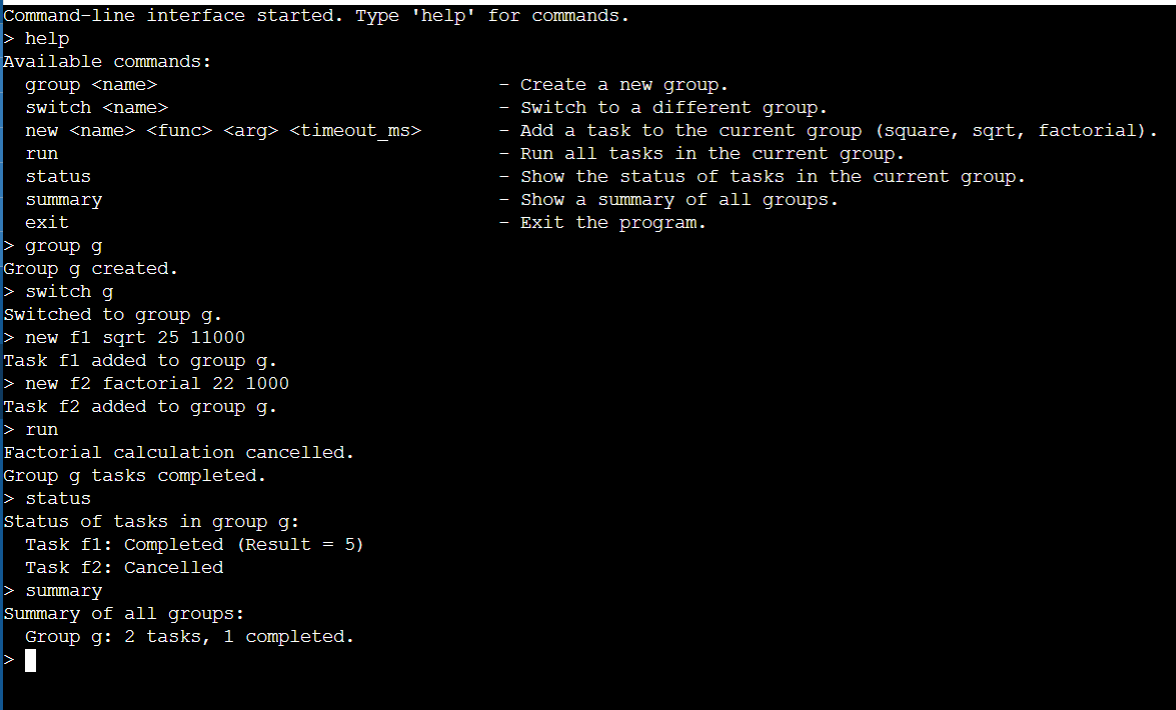 Command-line interface started. Type 'help' for commands.
> help
Available commands:
  group <name>                               - Create a new group.
  switch <name>                              - Switch to a different group.
  new <name> <func> <arg> <timeout_ms>       - Add a task to the current group (square, sqrt, factorial).
  run                                        - Run all tasks in the current group.
  status                                     - Show the status of tasks in the current group.
  summary                                    - Show a summary of all groups.
  exit                                       - Exit the program.
> group g
Group g created.
> switch g
Switched to group g.
> new f1 sqrt 25 11000
Task f1 added to group g.
> new f2 factorial 22 1000
Task f2 added to group g.
> run
Factorial calculation cancelled.
Group g tasks completed.
> status
Status of tasks in group g:
  Task f1: Completed (Result = 5)
  Task f2: Cancelled
> summary
Summary of all groups:
  Group g: 2 tasks, 1 completed.
>